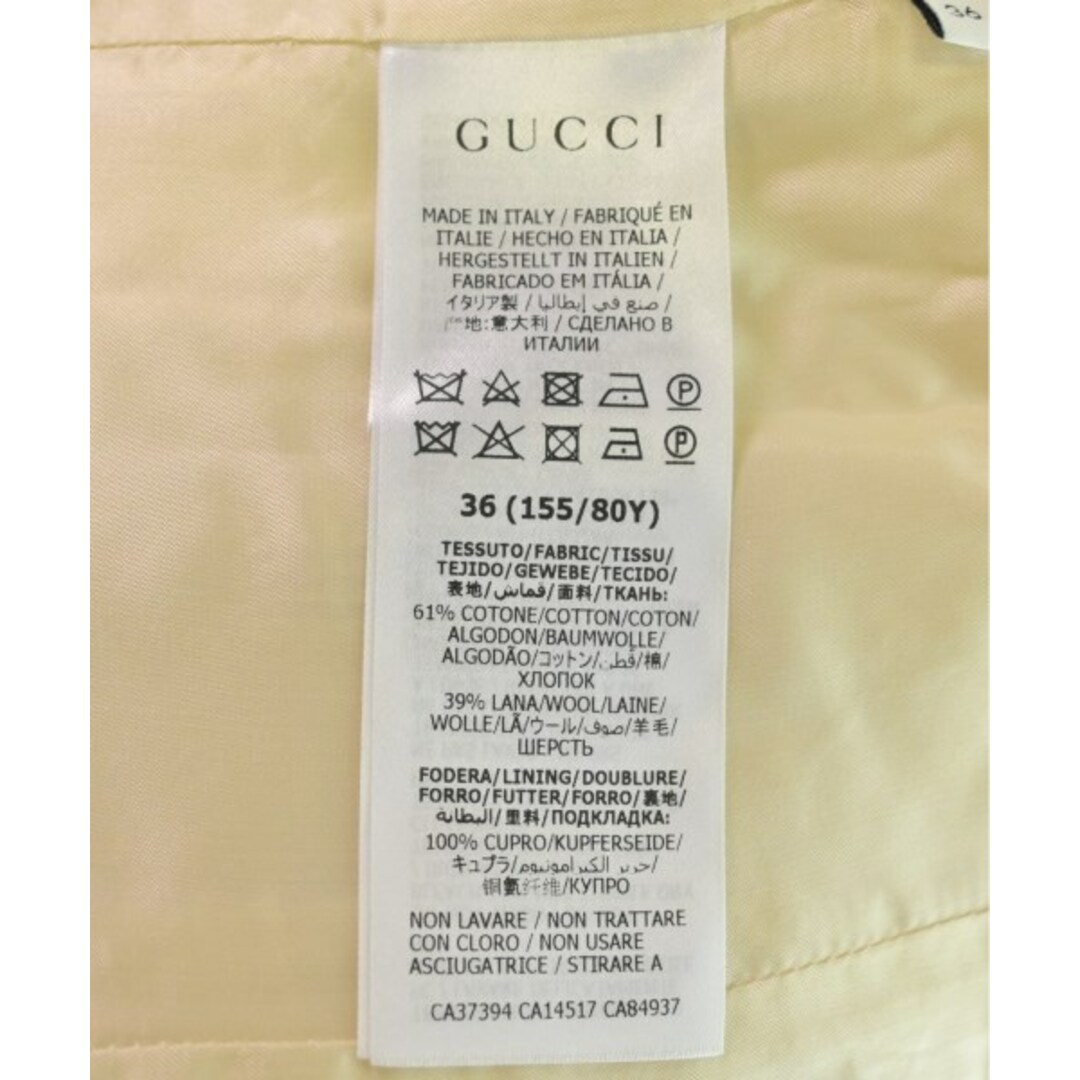 36
GUCCI
MADE IN ITALY / FABRIQUÉ EN
ITALIE / HECHO EN ITALIA /
HERGESTELLT IN ITALIEN /
FABRICADO EM ITÁLIA /
イタリア製 / صنع في إيطاليا /
地:意大利 / СДЕЛАНО В
ИТАЛИИ
P
P
36 (155/80Y)
TESSUTO/FABRIC/TISSU/
TEJIDO/GEWEBE/TECIDO/
表地/قماش/面料/ТКАНЬ:
61% COTONE/COTTON/COTON/
ALGODON/BAUMWOLLE/
ALGODÃO/コットン/قطن/棉/
ХЛОПОК
39% LANA/WOOL/LAINE/
WOLLE/LÃ/ウール/صوف/羊毛/
ШЕРСТЬ
FODERA/LINING/DOUBLURE/
FORRO/FUTTER/FORRO/裏地/
البطانة/里料/ПОДКЛАДКА:
100% CUPRO/KUPFERSEIDE/
キュプラ/حرير الكبرامونيوم/
铜氨纤维/КУПРО
NON LAVARE / NON TRATTARE
CON CLORO / NON USARE
ASCIUGATRICE / STIRARE A
CA37394 CA14517 CA84937